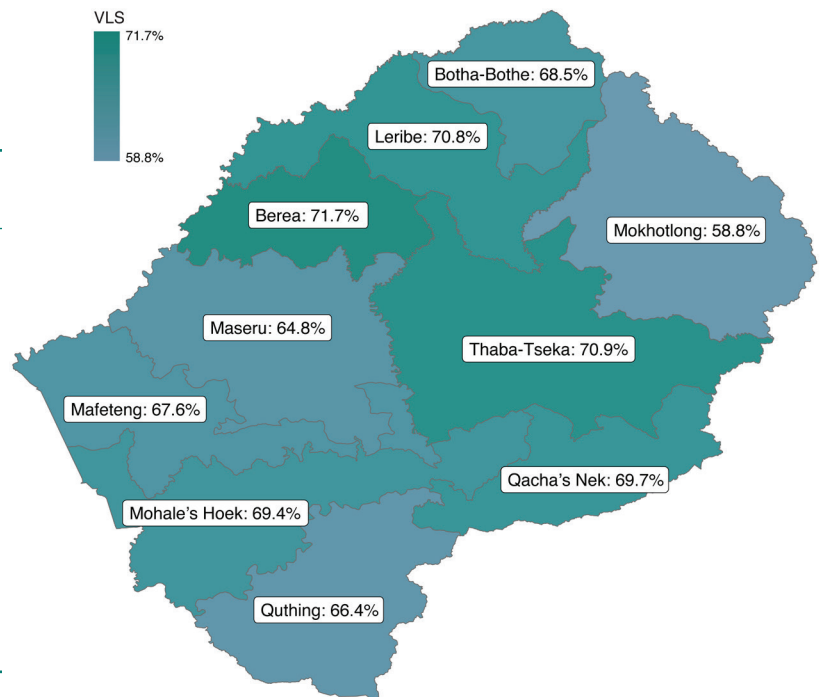 VLS
71.7%
58.8%
Botha-Bothe: 68.5%
Leribe: 70.8%
Berea: 71.7%
Mokhotlong: 58.8%
Maseru: 64.8%
Thaba-Tseka: 70.9%
Mafeteng: 67.6%
Qacha’s Nek: 69.7%
Mohale’s Hoek: 69.4%
Quthing: 66.4%